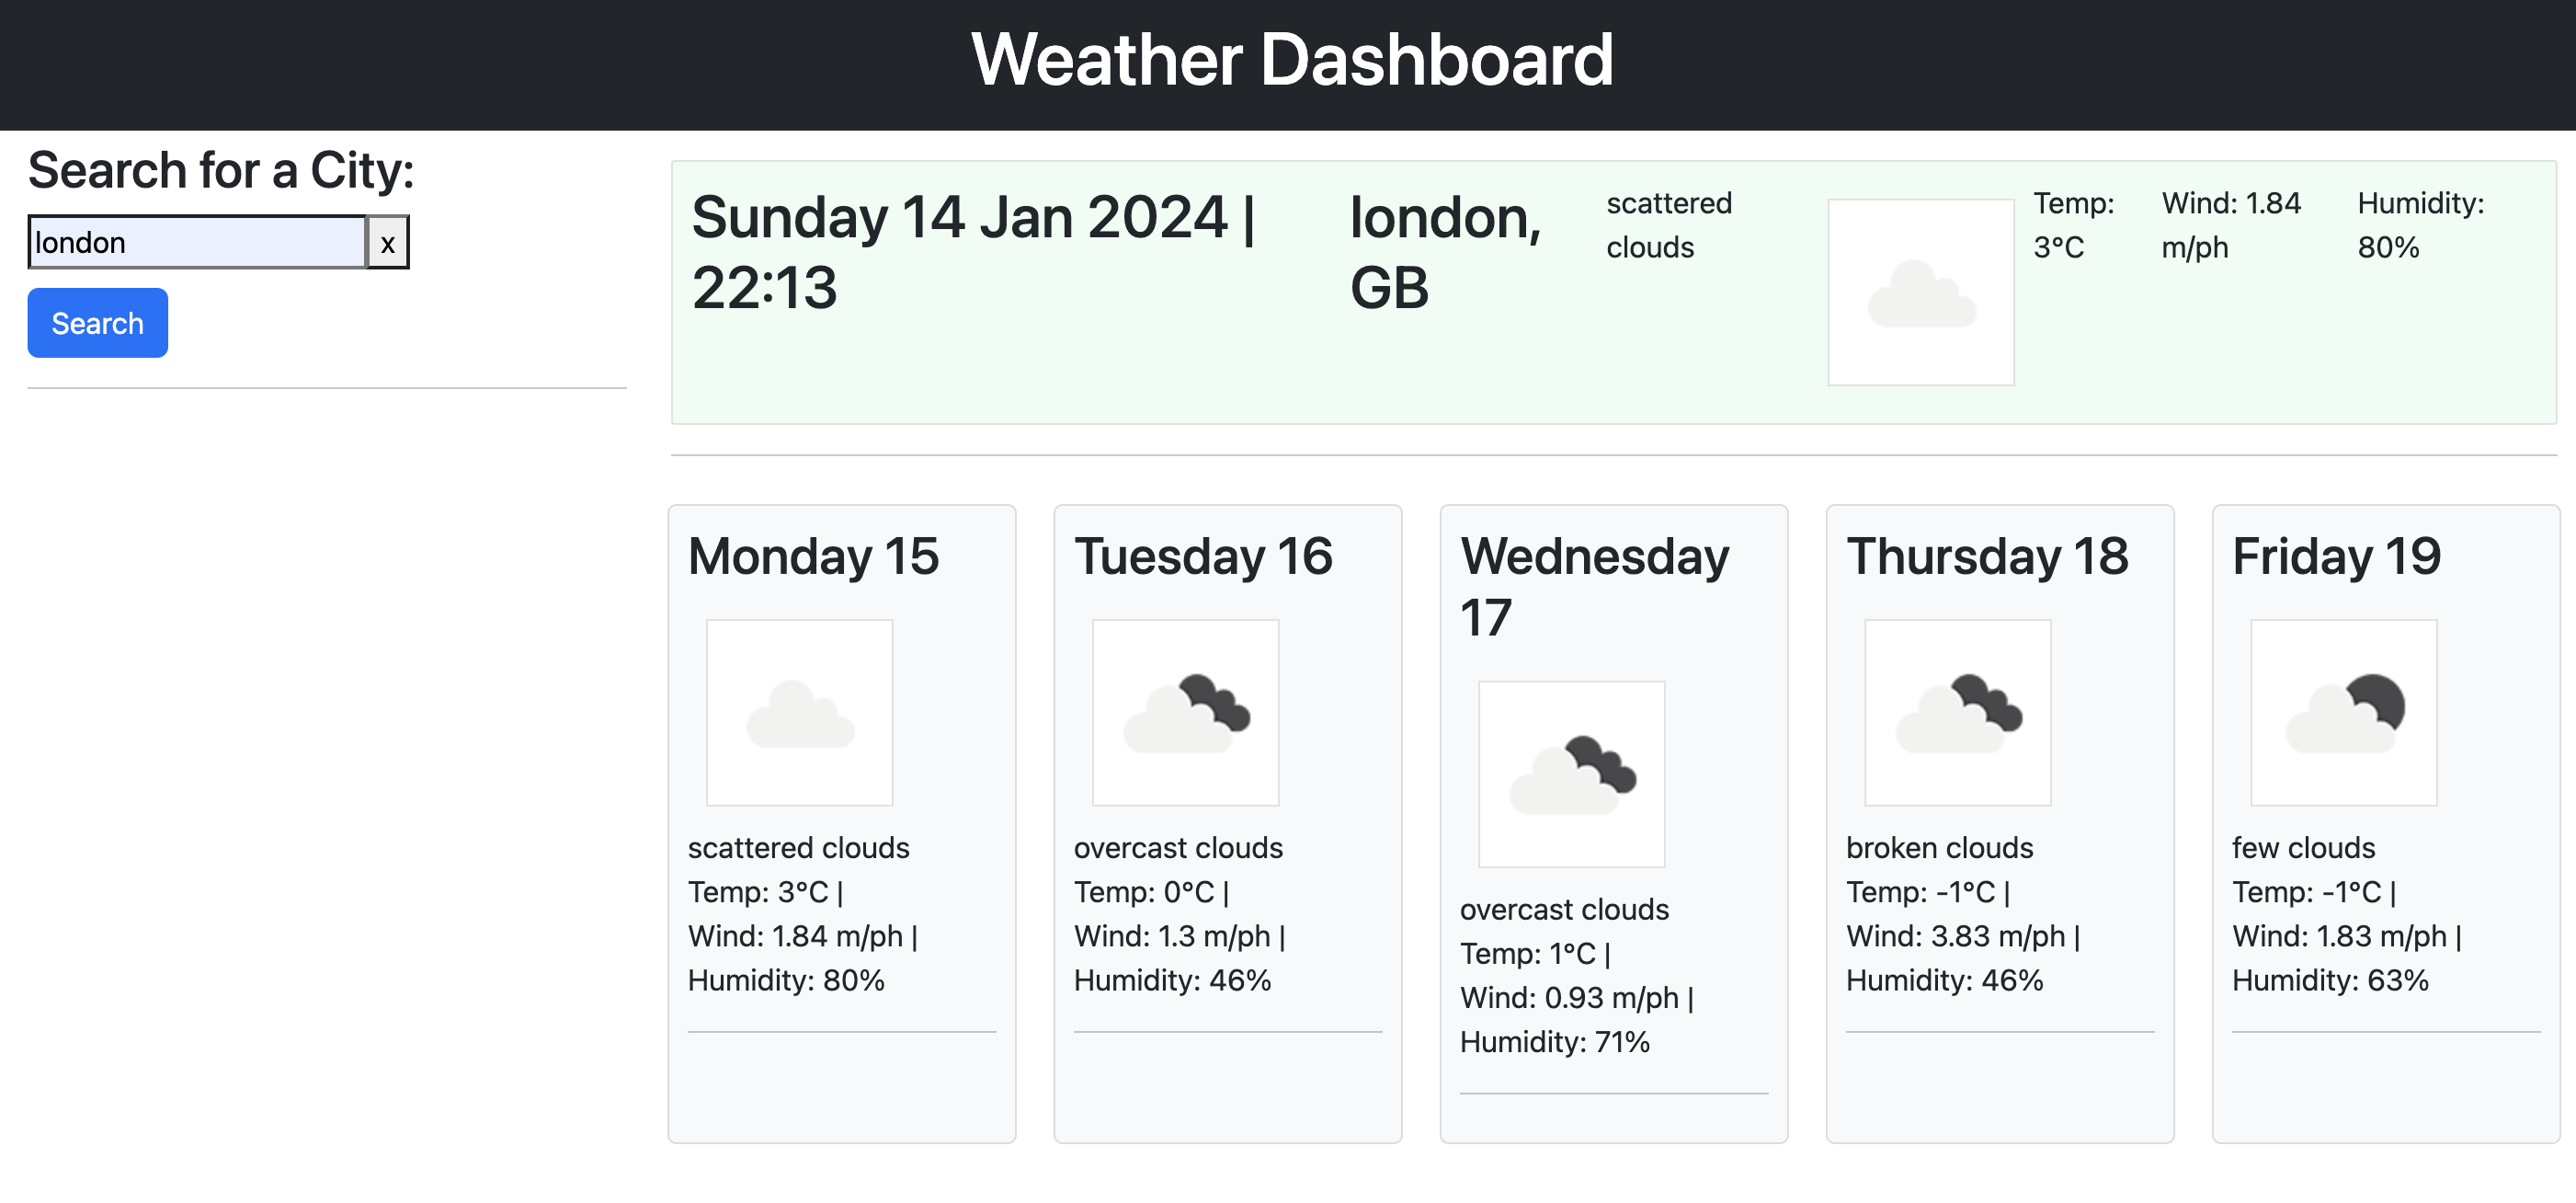 Weather Dashboard
Search for a City:
london
x
Search
Sunday 14 Jan 2024 |
22:13
london,
GB
scattered
clouds
Temp:
3°C
Wind: 1.84
m/ph
Humidity:
80%
Monday 15
scattered clouds
Temp: 3°C |
Wind: 1.84 m/ph |
Humidity: 80%
Tuesday 16
overcast clouds
Temp: 0°C |
Wind: 1.3 m/ph |
Humidity: 46%
Wednesday
17
overcast clouds
Temp: 1°C |
Wind: 0.93 m/ph |
Humidity: 71%
Thursday 18
broken clouds
Temp: -1°C |
Wind: 3.83 m/ph |
Humidity: 46%
Friday 19
few clouds
Temp: -1°C |
Wind: 1.83 m/ph |
Humidity: 63%